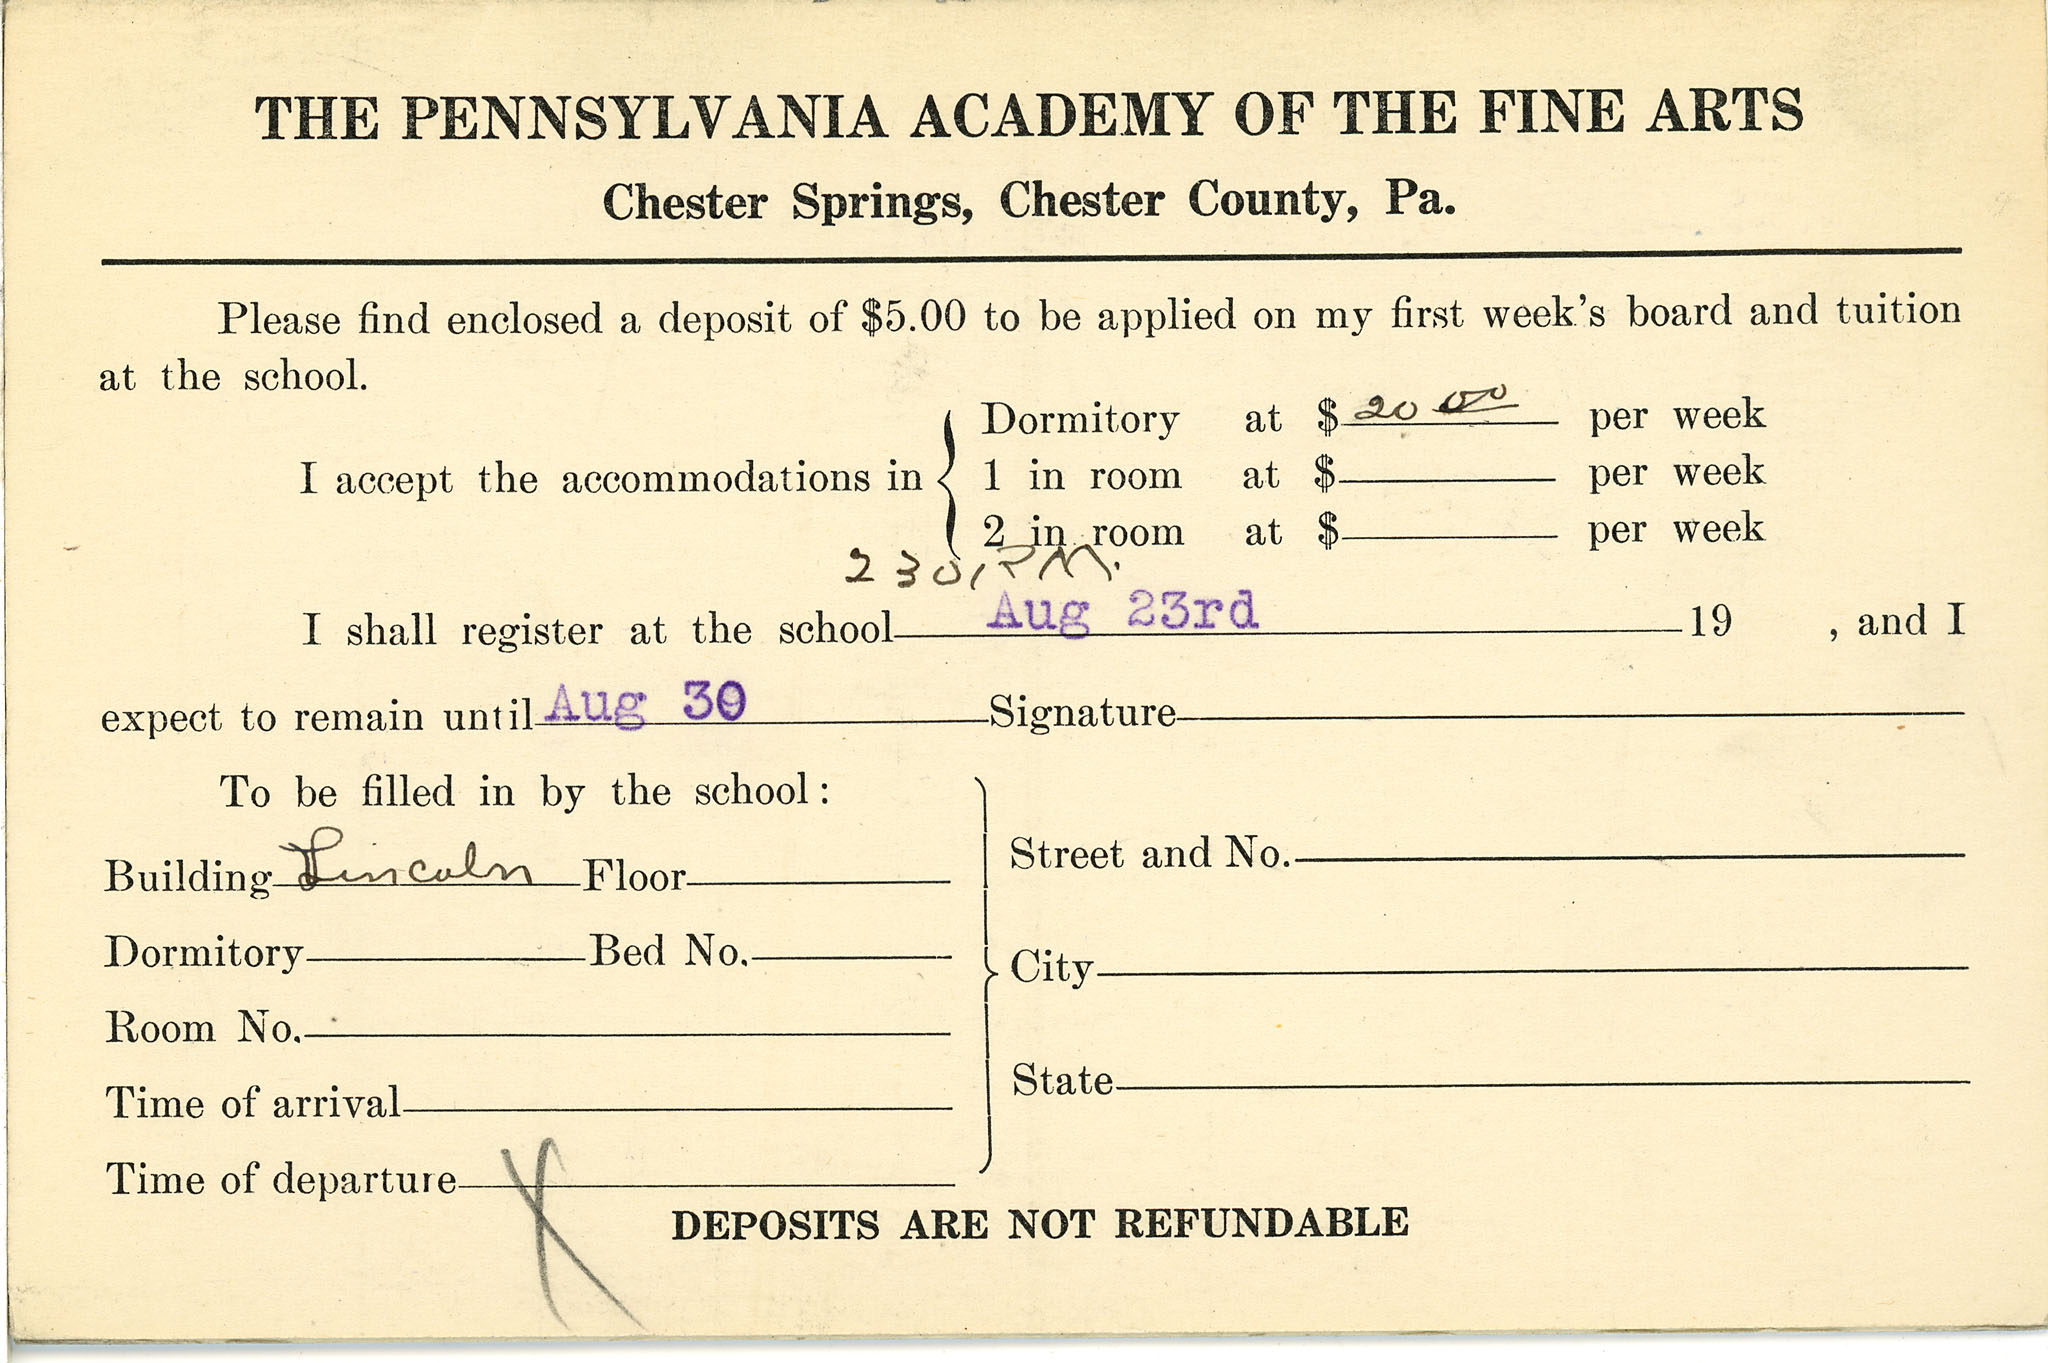 THE PENNSYLVANIA ACADEMY OF THE FINE ARTS
Chester Springs, Chester County, Pa.
Please find enclosed a deposit of $5.00 to be applied on my first week's board and tuition
at the school.
Dormitory at $ 20 00 per week
I accept the accommodations in { 1 in room at $ per week
2 in room at $ per week
2 30, P M.
I shall register at the school Aug 23rd 19 , and I
expect to remain until Aug 30 Signature
To be filled in by the school:
Building Lincoln Floor
Dormitory Bed No.
Room No.
Time of arrival
Time of departure X
Street and No.
City
State
DEPOSITS ARE NOT REFUNDABLE